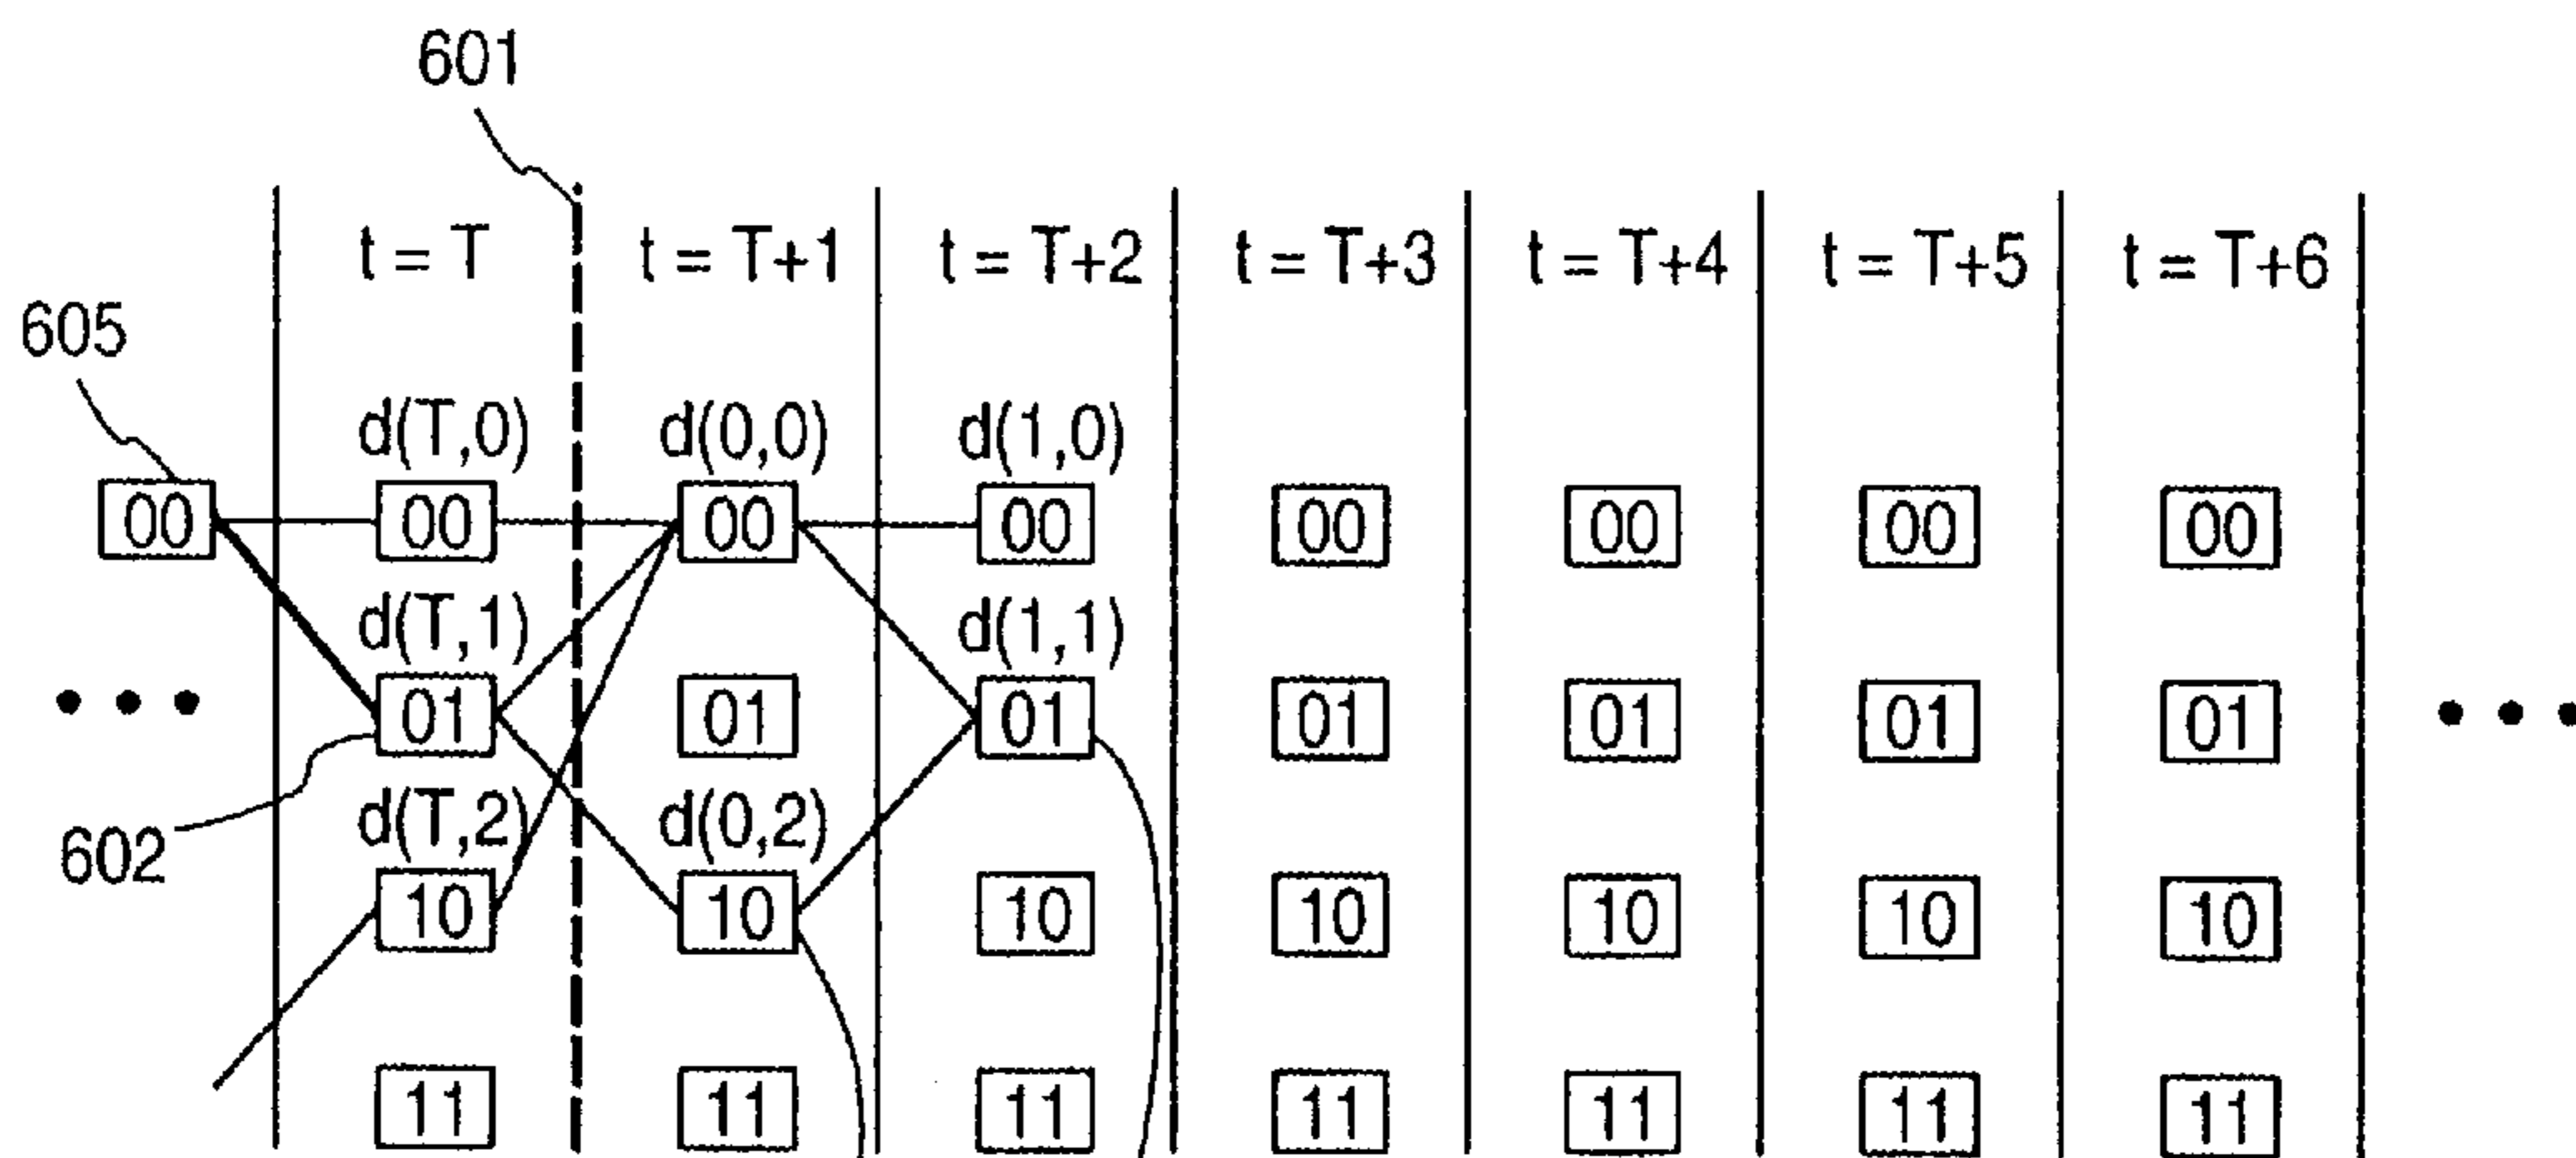 601
t = T t = T+1 t = T+2 t = T+3 t = T+4 t = T+5 t = T+6
605
d(T,0) d(0,0) d(1,0)
00 00 00 00 00 00 00 00
d(T,1) d(1,1)
• • • 01 01 01 01 01 01 01 • • •
d(T,2) d(0,2)
602
10 10 10 10 10 10 10
11 11 11 11 11 11 11